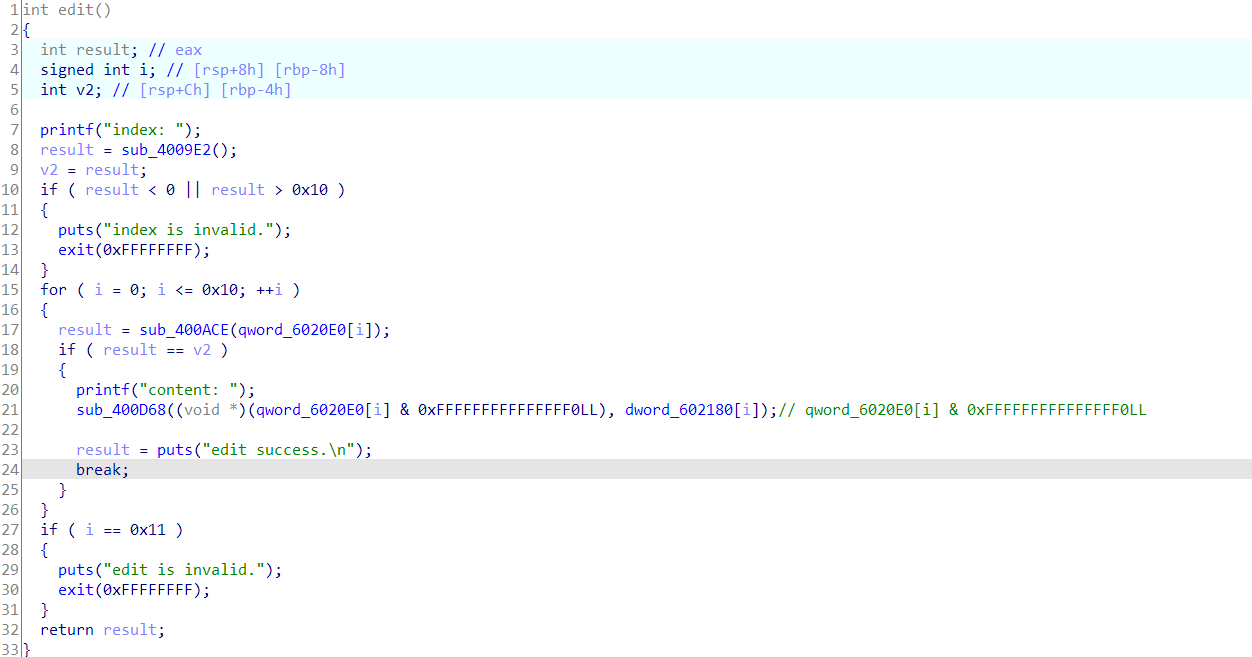 1 int edit()
2 {
3   int result; // eax
4   signed int i; // [rsp+8h] [rbp-8h]
5   int v2; // [rsp+Ch] [rbp-4h]
6
7   printf("index: ");
8   result = sub_4009E2();
9   v2 = result;
10   if ( result < 0 || result > 0x10 )
11   {
12     puts("index is invalid.");
13     exit(0xFFFFFFFF);
14   }
15   for ( i = 0; i <= 0x10; ++i )
16   {
17     result = sub_400ACE(qword_6020E0[i]);
18     if ( result == v2 )
19     {
20       printf("content: ");
21       sub_400D68((void *)(qword_6020E0[i] & 0xFFFFFFFFFFFFFFF0LL), dword_602180[i]);// qword_6020E0[i] & 0xFFFFFFFFFFFFFFF0LL
22
23       result = puts("edit success.\n");
24       break;
25     }
26   }
27   if ( i == 0x11 )
28   {
29     puts("edit is invalid.");
30     exit(0xFFFFFFFF);
31   }
32   return result;
33 }